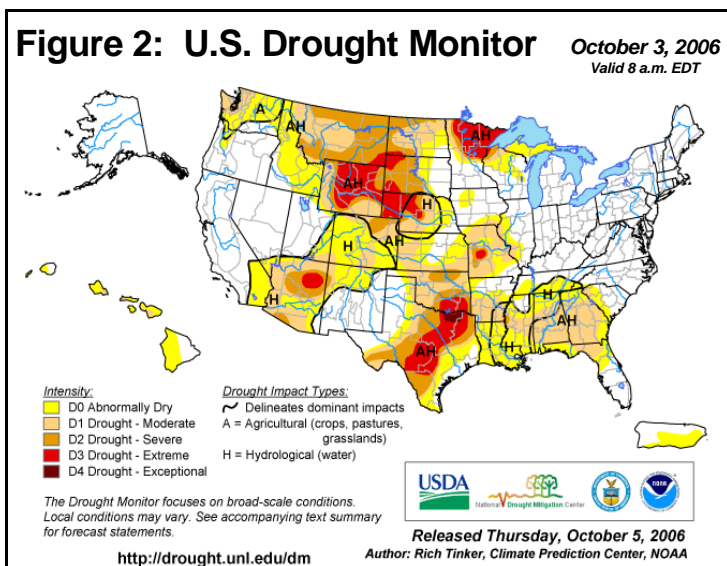 Figure 2:  U.S. Drought Monitor
October 3, 2006
Valid 8 a.m. EDT
A
AH
AH
AH
H
H
AH
H
H
AH
H
AH
H
Intensity:
D0 Abnormally Dry
D1 Drought - Moderate
D2 Drought - Severe
D3 Drought - Extreme
D4 Drought - Exceptional
Drought Impact Types:
Delineates dominant impacts
A = Agricultural (crops, pastures,
grasslands)
H = Hydrological (water)
The Drought Monitor focuses on broad-scale conditions.
Local conditions may vary. See accompanying text summary
for forecast statements.
http://drought.unl.edu/dm
USDA
National Drought Mitigation Center
noaa
Released Thursday, October 5, 2006
Author: Rich Tinker, Climate Prediction Center, NOAA